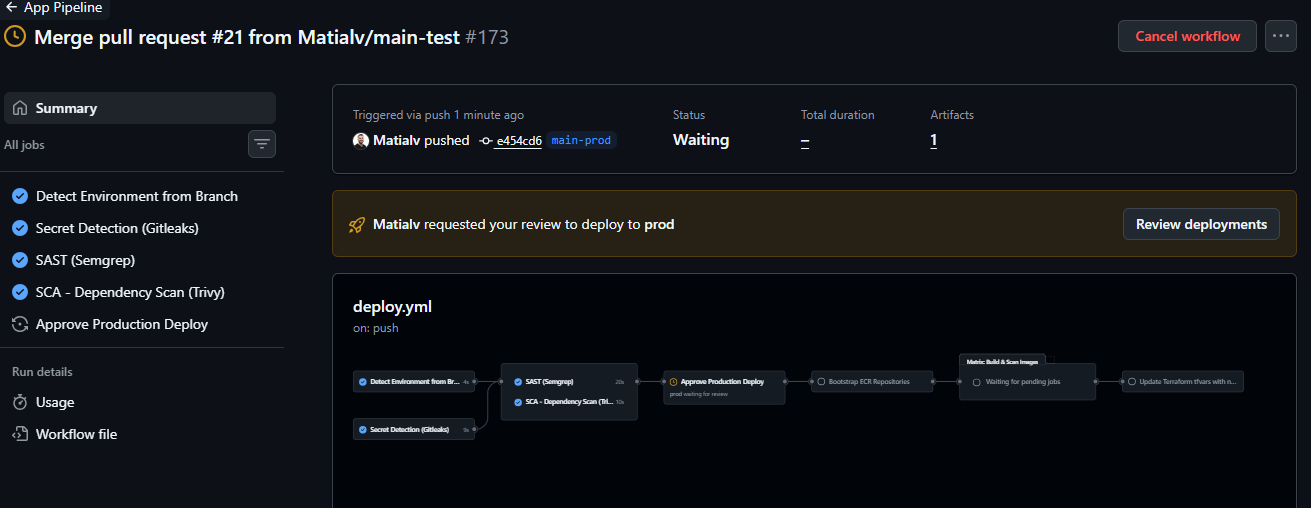 App Pipeline
Merge pull request #21 from Matialv/main-test #173
Cancel workflow
Summary
All jobs
Detect Environment from Branch
Secret Detection (Gitleaks)
SAST (Semgrep)
SCA - Dependency Scan (Trivy)
Approve Production Deploy
Run details
Usage
Workflow file
Triggered via push 1 minute ago
Matialv pushed e454cd6 main-prod
Status
Waiting
Total duration
–
Artifacts
1
Matialv requested your review to deploy to prod
Review deployments
deploy.yml
on: push
Detect Environment from Br... 4s
Secret Detection (Gitleaks) 9s
SAST (Semgrep) 20s
SCA - Dependency Scan (Tri... 10s
Approve Production Deploy
prod waiting for review
Bootstrap ECR Repositories
Matrix: Build & Scan Images
Waiting for pending jobs
Update Terraform tfvars with n...